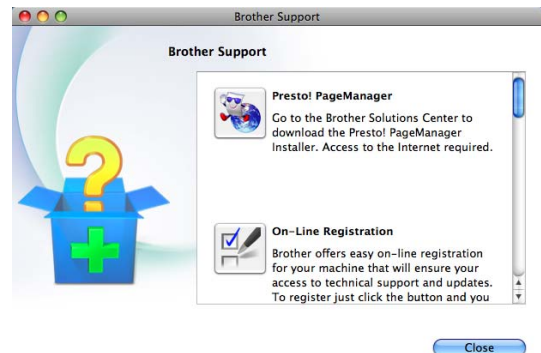 Brother Support
Brother Support
Presto! PageManager
Go to the Brother Solutions Center to
download the Presto! PageManager
Installer. Access to the Internet required.
On-Line Registration
Brother offers easy on-line registration
for your machine that will ensure your
access to technical support and updates.
To register just click the button and you
Close